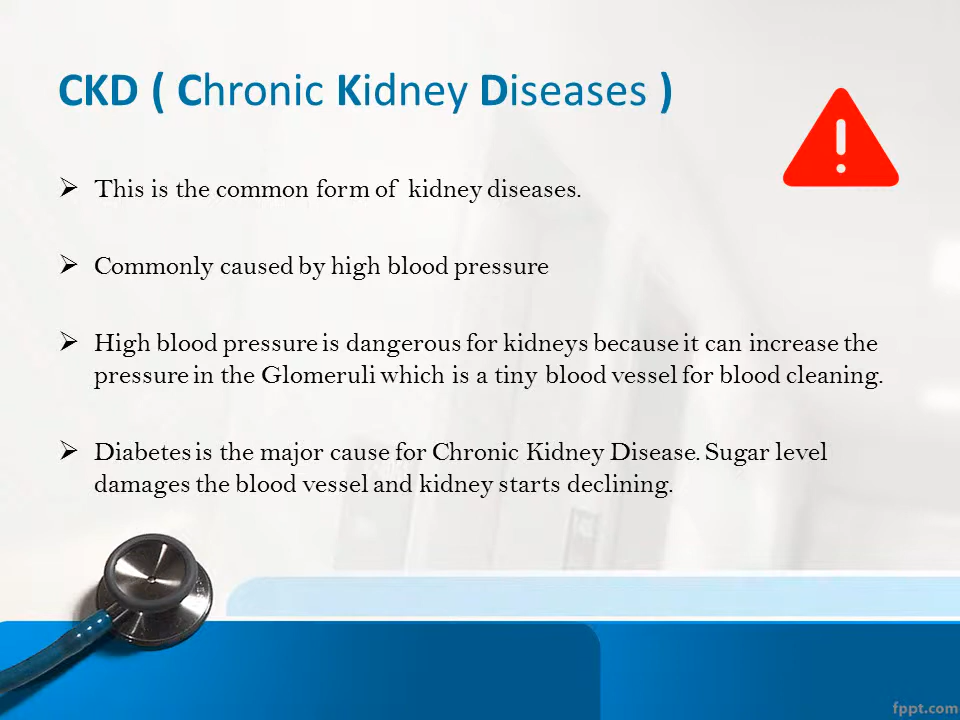 CKD ( Chronic Kidney Diseases )
➢ This is the common form of kidney diseases.
➢ Commonly caused by high blood pressure
➢ High blood pressure is dangerous for kidneys because it can increase the
pressure in the Glomeruli which is a tiny blood vessel for blood cleaning.
➢ Diabetes is the major cause for Chronic Kidney Disease. Sugar level
damages the blood vessel and kidney starts declining.
fppt.com